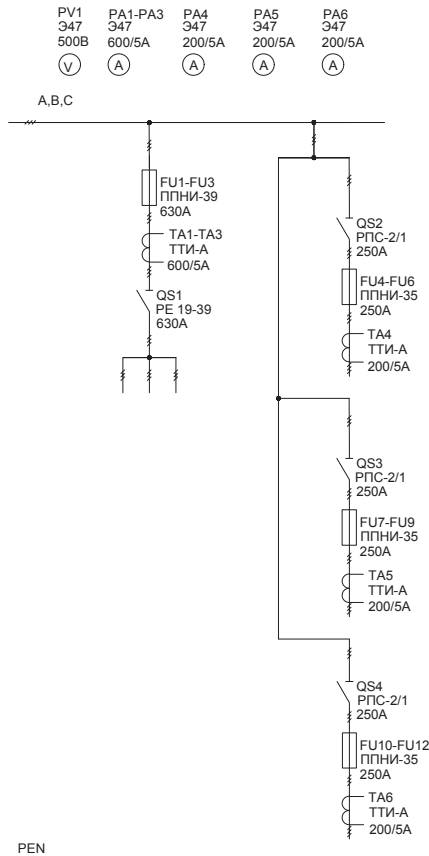 PV1
Э47
500В
V
PA1-PA3
Э47
600/5А
A
PA4
Э47
200/5А
A
PA5
Э47
200/5А
A
PA6
Э47
200/5А
A
A,B,C
FU1-FU3
ППНИ-39
630А
TA1-TA3
ТТИ-А
600/5А
QS1
РЕ 19-39
630А
QS2
РПС-2/1
250А
FU4-FU6
ППНИ-35
250А
TA4
ТТИ-А
200/5А
QS3
РПС-2/1
250А
FU7-FU9
ППНИ-35
250А
TA5
ТТИ-А
200/5А
QS4
РПС-2/1
250А
FU10-FU12
ППНИ-35
250А
TA6
ТТИ-А
200/5А
PEN